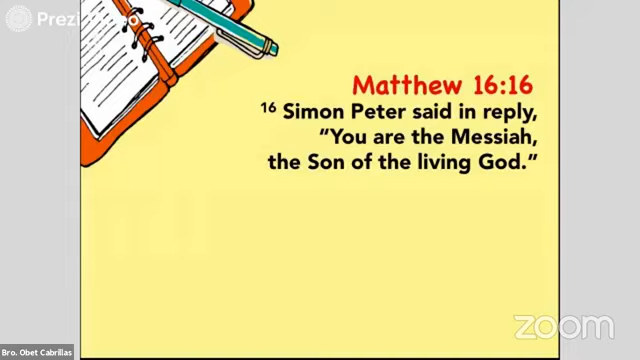 Prezi Video
Matthew 16:16
16 Simon Peter said in reply,
“You are the Messiah,
the Son of the living God.”
zoom
Bro. Obet Cabrillas